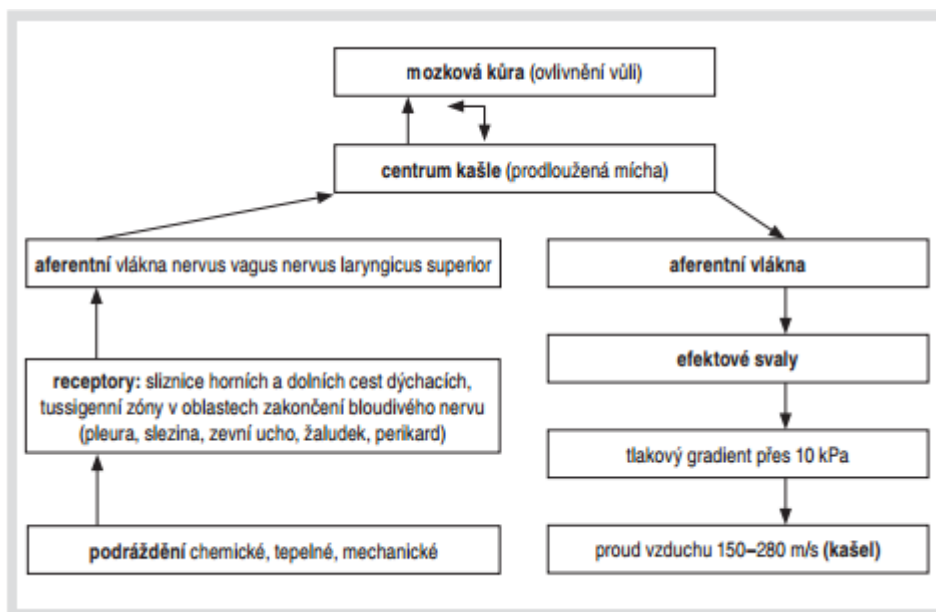 mozková kůra (ovlivnění vůlí)
centrum kašle (prodloužená mícha)
aferentní vlákna nervus vagus nervus laryngicus superior
receptory: sliznice horních a dolních cest dýchacích,
tussigenní zóny v oblastech zakončení bloudivého nervu
(pleura, slezina, zevní ucho, žaludek, perikard)
podráždění chemické, tepelné, mechanické
aferentní vlákna
efektové svaly
tlakový gradient přes 10 kPa
proud vzduchu 150–280 m/s (kašel)